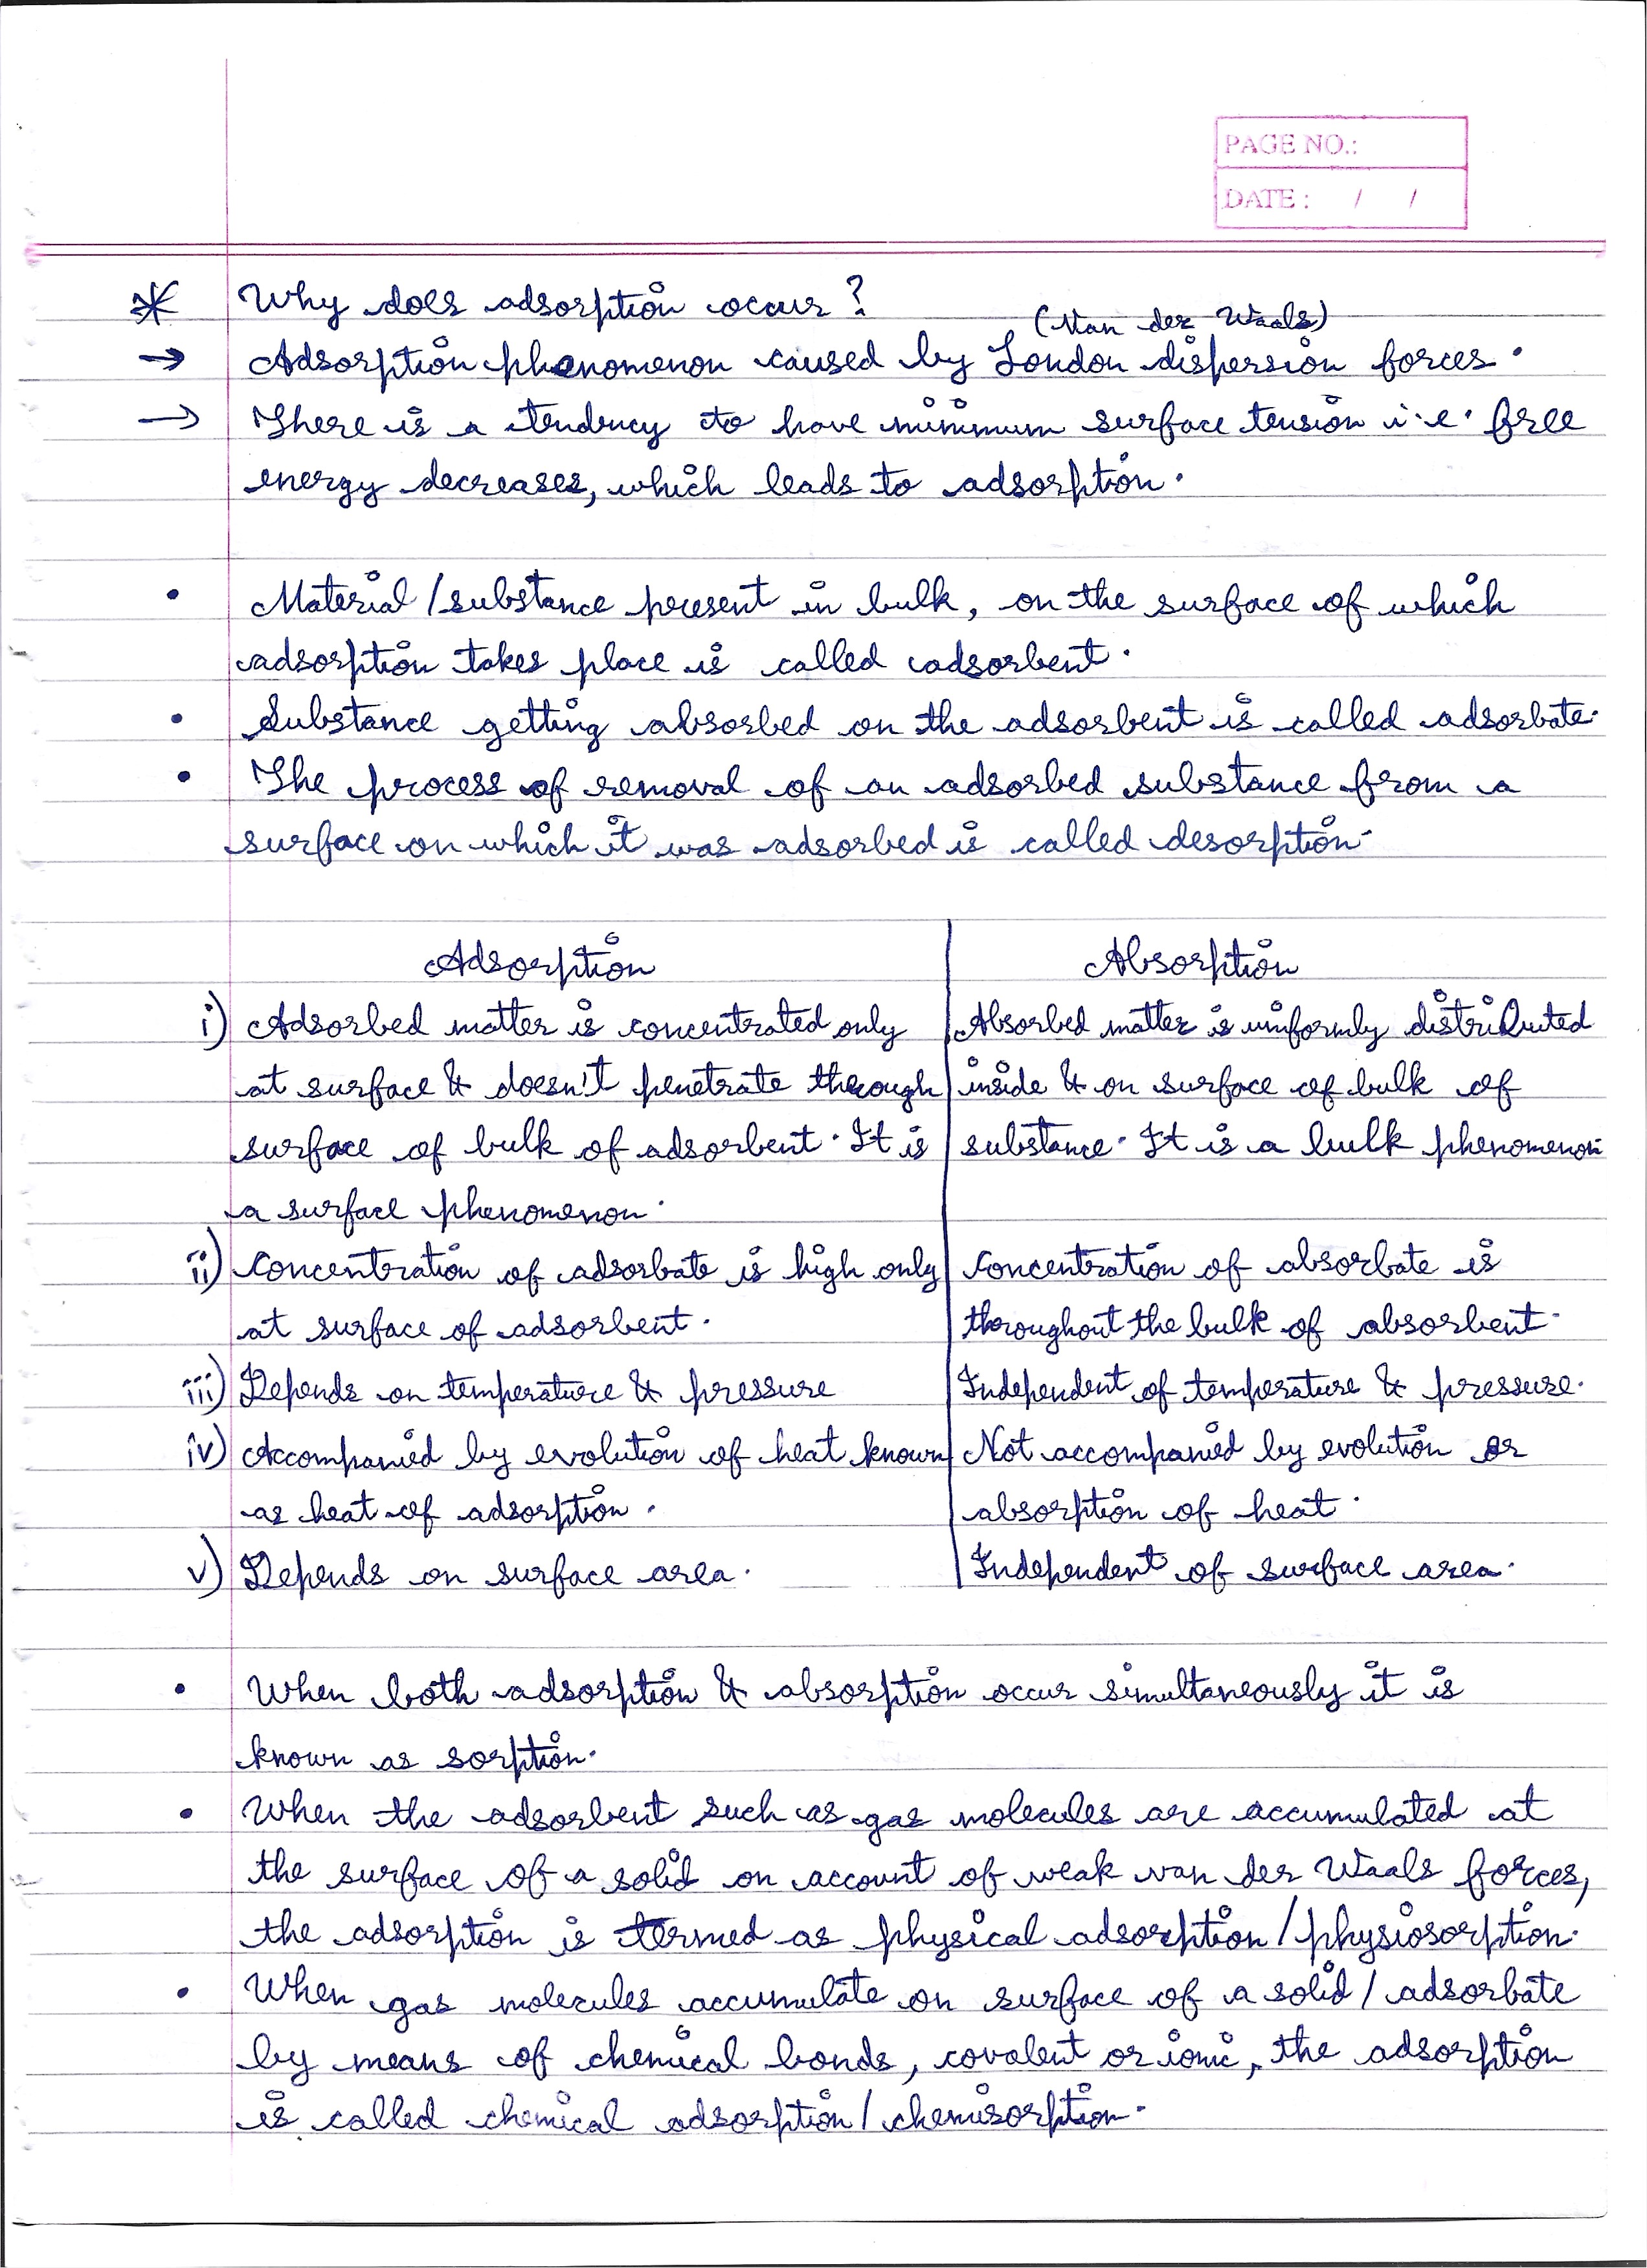 PAGE NO.:
DATE: / /
* Why does adsorption occur?
(Van der Waals)
→ Adsorption phenomenon caused by London dispersion forces.
→ There is a tendency to have minimum surface tension i.e. free
energy decreases, which leads to adsorption.
• Material/substance present in bulk, on the surface of which
adsorption takes place is called adsorbent.
• Substance getting absorbed on the adsorbent is called adsorbate.
• The process of removal of an adsorbed substance from a
surface on which it was adsorbed is called desorption.
Adsorption
i) Adsorbed matter is concentrated only
at surface & doesn't penetrate through
surface of bulk of adsorbent. It is
a surface phenomenon.
ii) Concentration of adsorbate is high only
at surface of adsorbent.
iii) Depends on temperature & pressure
iv) Accompanied by evolution of heat known
as heat of adsorption.
v) Depends on surface area.
Absorption
Absorbed matter is uniformly distributed
inside & on surface of bulk of
substance. It is a bulk phenomenon.
Concentration of absorbate is
throughout the bulk of absorbent.
Independent of temperature & pressure.
Not accompanied by evolution or
absorption of heat.
Independent of surface area.
• When both adsorption & absorption occur simultaneously it is
known as sorption.
• When the adsorbent such as gas molecules are accumulated at
the surface of a solid on account of weak van der Waals forces,
the adsorption is termed as physical adsorption/physiosorption.
• When gas molecules accumulate on surface of a solid/adsorbate
by means of chemical bonds, covalent or ionic, the adsorption
is called chemical adsorption/chemisorption.